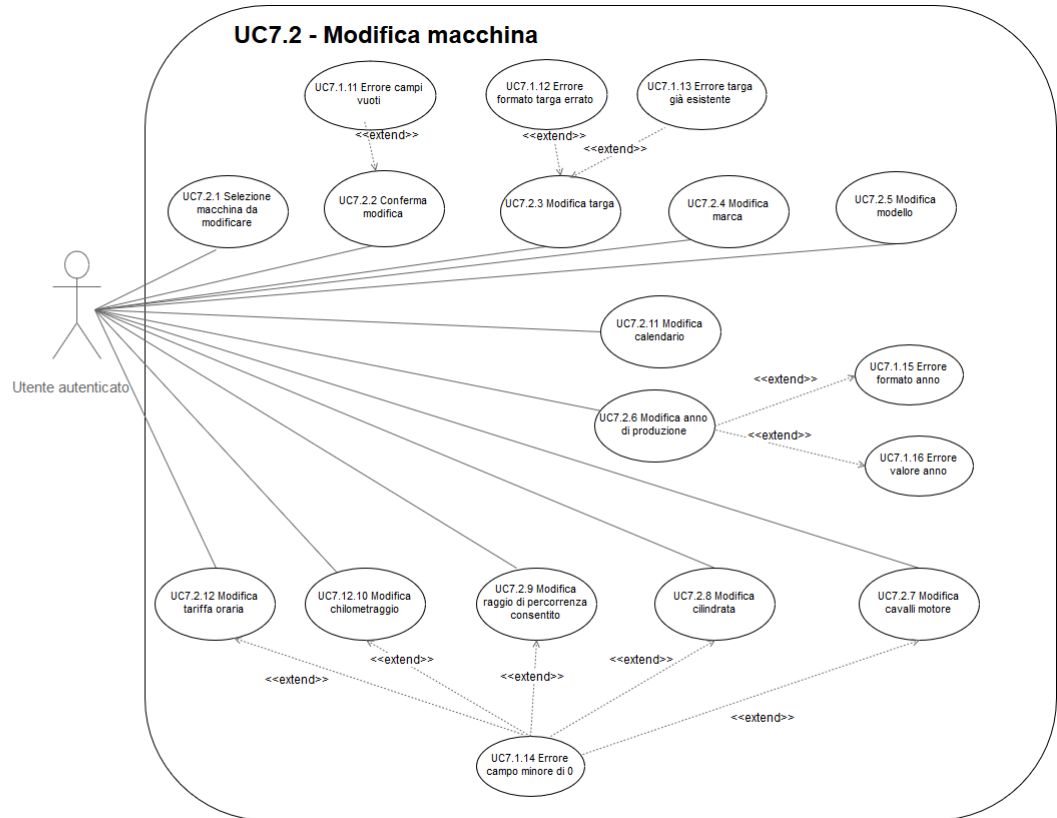 UC7.2 - Modifica macchina
UC7.1.11 Errore campi
vuoti
UC7.1.12 Errore
formato targa errato
UC7.1.13 Errore targa
già esistente
<<extend>>
<<extend>>
<<extend>>
UC7.2.1 Selezione
macchina da
modificare
UC7.2.2 Conferma
modifica
UC7.2.3 Modifica targa
UC7.2.4 Modifica
marca
UC7.2.5 Modifica
modello
Utente autenticato
UC7.2.11 Modifica
calendario
UC7.1.15 Errore
formato anno
<<extend>>
UC7.2.6 Modifica anno
di produzione
<<extend>>
UC7.1.16 Errore
valore anno
UC7.2.12 Modifica
tariffa oraria
UC7.12.10 Modifica
chilometraggio
UC7.2.9 Modifica
raggio di percorrenza
consentito
UC7.2.8 Modifica
cilindrata
UC7.2.7 Modifica
cavalli motore
<<extend>>
<<extend>>
<<extend>>
<<extend>>
<<extend>>
UC7.1.14 Errore
campo minore di 0